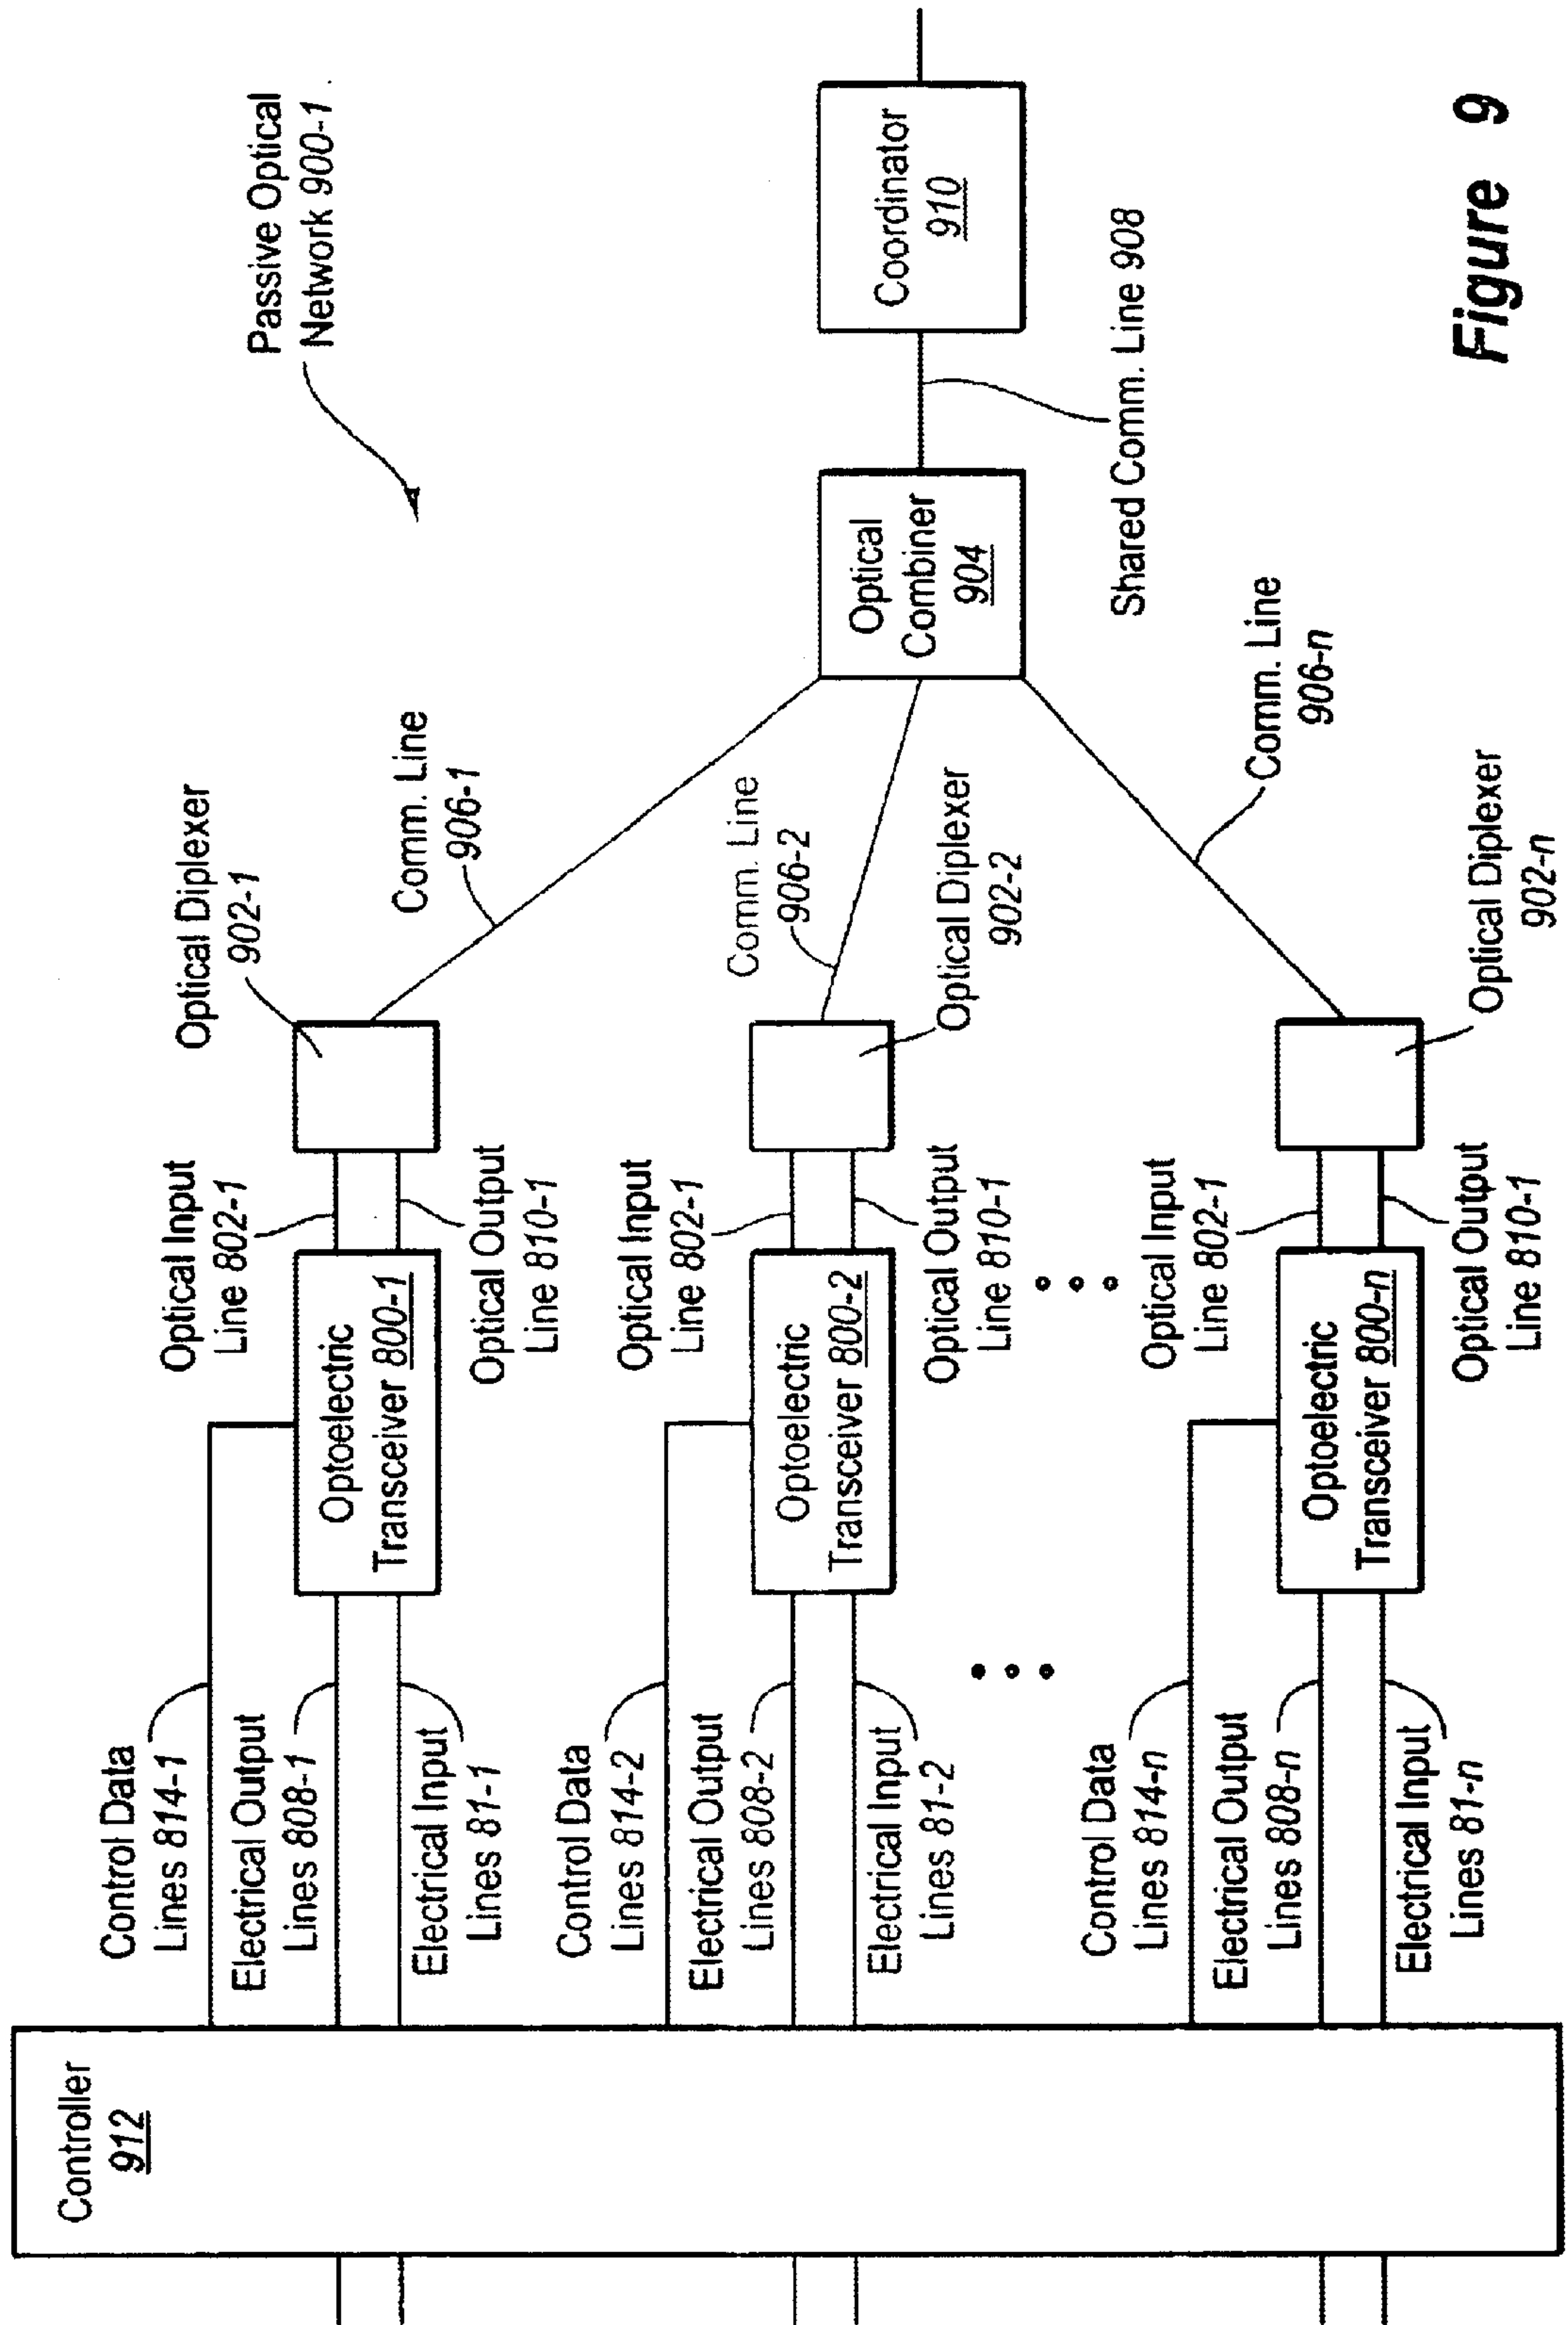 Passive Optical
Network 900-1
Controller
912
Control Data
Lines 814-1
Electrical Output
Lines 808-1
Electrical Input
Lines 81-1
Optoelectric
Transceiver 800-1
Optical Input
Line 802-1
Optical Output
Line 810-1
Optical Diplexer
902-1
Comm. Line
906-1
Control Data
Lines 814-2
Electrical Output
Lines 808-2
Electrical Input
Lines 81-2
Optoelectric
Transceiver 800-2
Optical Input
Line 802-1
Optical Output
Line 810-1
Comm. Line
906-2
Optical Diplexer
902-2
Optical
Combiner
904
Coordinator
910
Shared Comm. Line 908
Control Data
Lines 814-n
Electrical Output
Lines 808-n
Electrical Input
Lines 81-n
Optoelectric
Transceiver 800-n
Optical Input
Line 802-1
Optical Output
Line 810-1
Comm. Line
906-n
Optical Diplexer
902-n
Figure 9